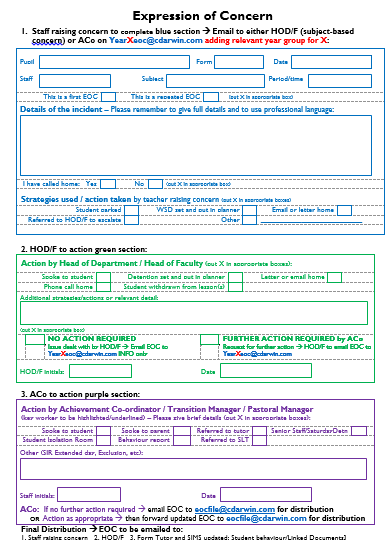 Expression of Concern
1. Staff raising concern to complete blue section → Email to either HOD/F (subject-based
concern) or ACo on YearXeoc@cdarwin.com adding relevant year group for X:
Pupil Form Date
Staff Subject Period/time
This is a first EOC This is a repeated EOC (put X in appropriate box)
Details of the incident – Please remember to give full details and to use professional language:
I have called home: Yes No (put X in appropriate box)
Strategies used / action taken by teacher raising concern (put X in appropriate box)
Student parked WSD set and put in planner Email or letter home
Referred to HOD/F to escalate Other
2. HOD/F to action green section:
Action by Head of Department / Head of Faculty (put X in appropriate boxes):
Spoke to student Detention set and put in planner Letter or email home
Phone call home Student withdrawn from lesson(s)
Additional strategies/actions or relevant detail:
(put X in appropriate box)
NO ACTION REQUIRED FURTHER ACTION REQUIRED by ACo
Issue dealt with by HOD/F → Email EOC to Request for further action → HOD/F to email EOC to
YearXeoc@cdarwin.com INFO only YearXeoc@cdarwin.com
HOD/F initials: Date
3. ACo to action purple section:
Action by Achievement Co-ordinator / Transition Manager / Pastoral Manager
(user worker to be highlighted/underlined) – Please give brief details (put X in appropriate boxes):
Spoke to student Spoke to parent Referred to tutor Senior Staff/SaturdayDetn
Student Isolation Room Behaviour report Referred to SLT
Other (SIR Extended day, Exclusion, etc):
Staff initials: Date
ACo: If no further action required → email EOC to eocfile@cdarwin.com for distribution
OR Action as appropriate → then forward updated EOC to eocfile@cdarwin.com for distribution
Final Distribution → EOC to be emailed to:
1. Staff raising concern 2. HOD/F 3. Form Tutor and SIMS updated: Student behaviour/Linked Documents]